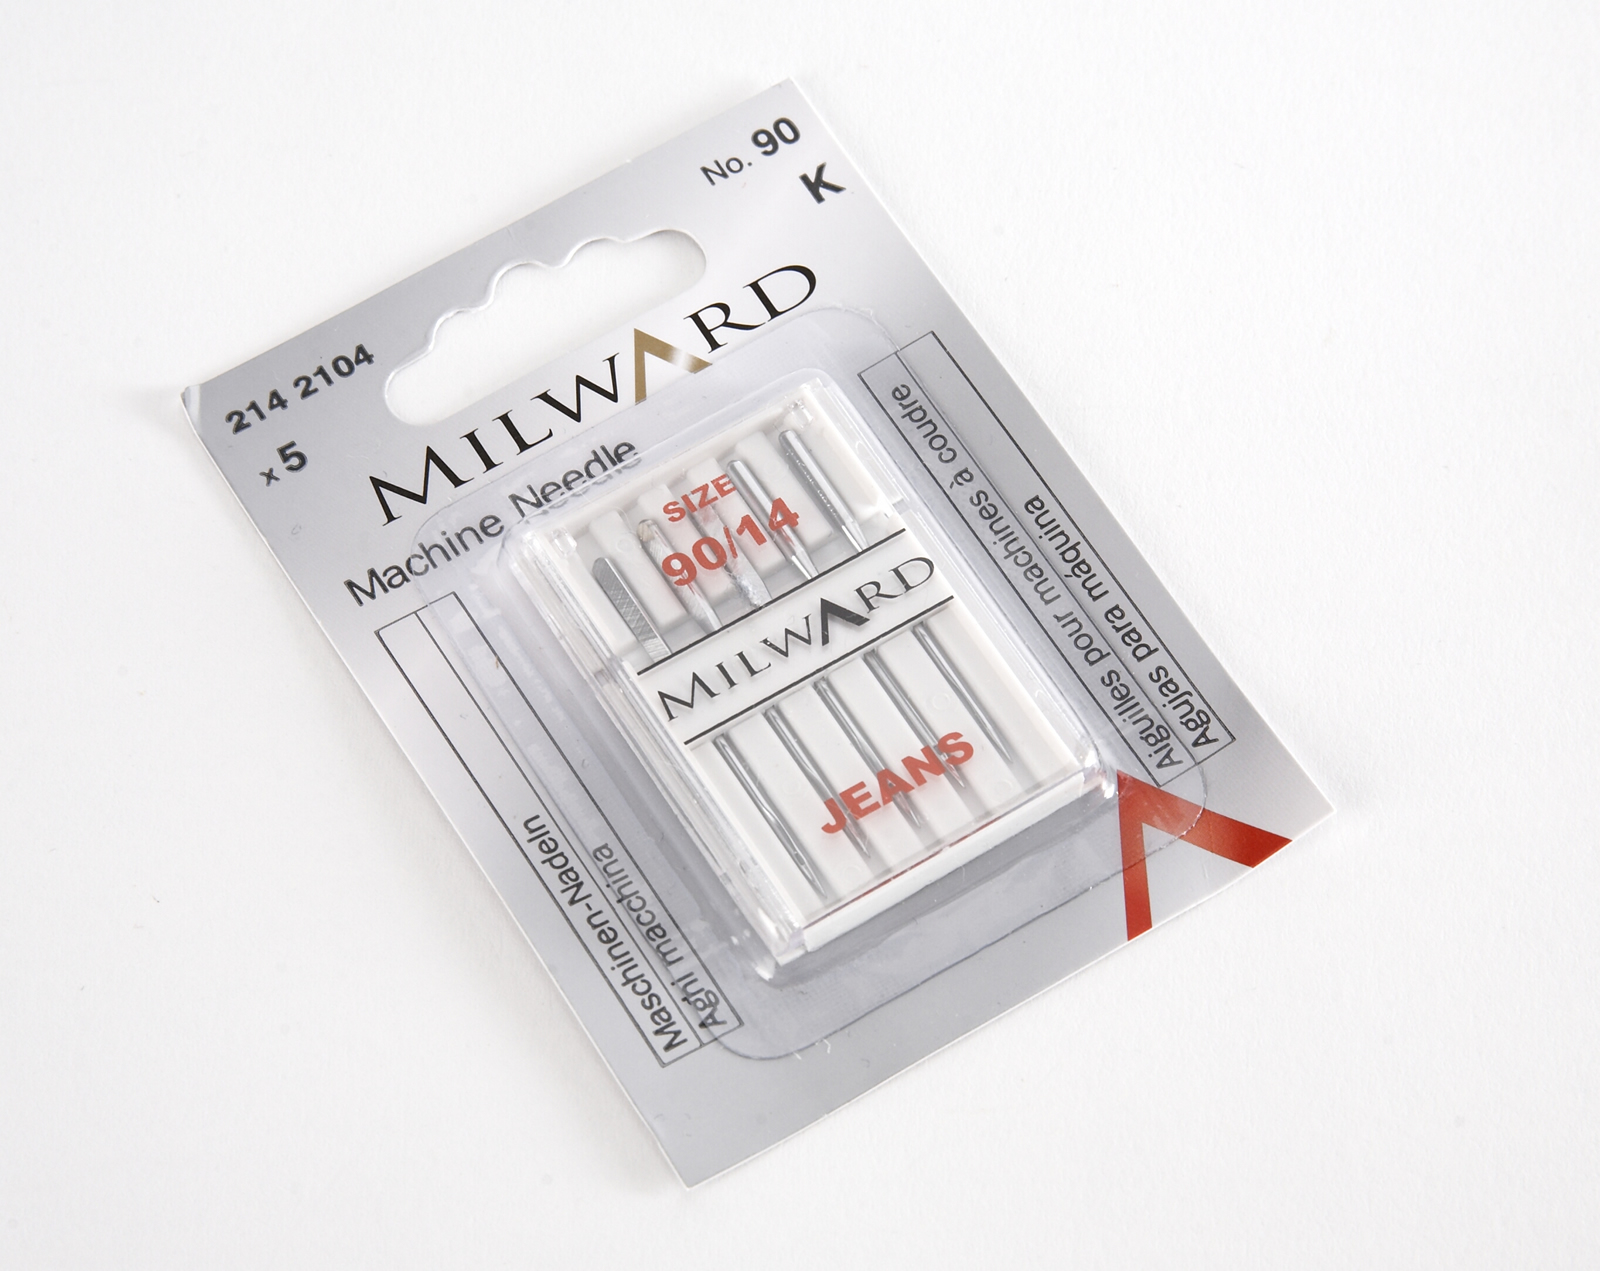 No. 90
K
214 2104
x 5
MILWARD
Machine Needle
SIZE
90/14
MILWARD
JEANS
Maschinen-Nadeln
Aghi macchina
Aiguilles pour machines à coudre
Agujas para máquina